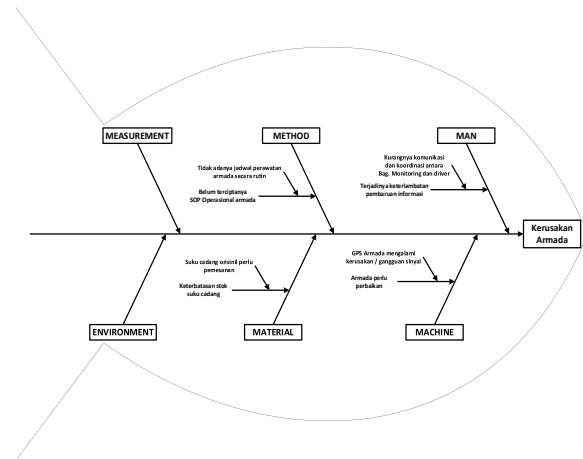 MEASUREMENT
METHOD
MAN
Tidak adanya jadwal perawatan
armada secara rutin
Belum terciptanya
SOP Operasional armada
Kurangnya komunikasi
dan koordinasi antara
Bag. Monitoring dan driver
Terjadinya keterlambatan
pembaruan informasi
Kerusakan
Armada
Suku cadang orisinil perlu
pemesanan
Keterbatasan stok
suku cadang
GPS Armada mengalami
kerusakan / gangguan sinyal
Armada perlu
perbaikan
ENVIRONMENT
MATERIAL
MACHINE